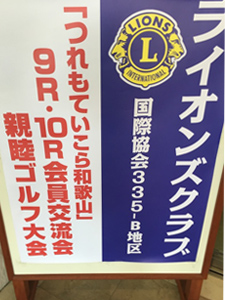 ライオンズクラブ
LIONS
L
INTERNATIONAL
国際協会335-B地区
「つれもていこら和歌山」
9R・10R会員交流会
親睦ゴルフ大会